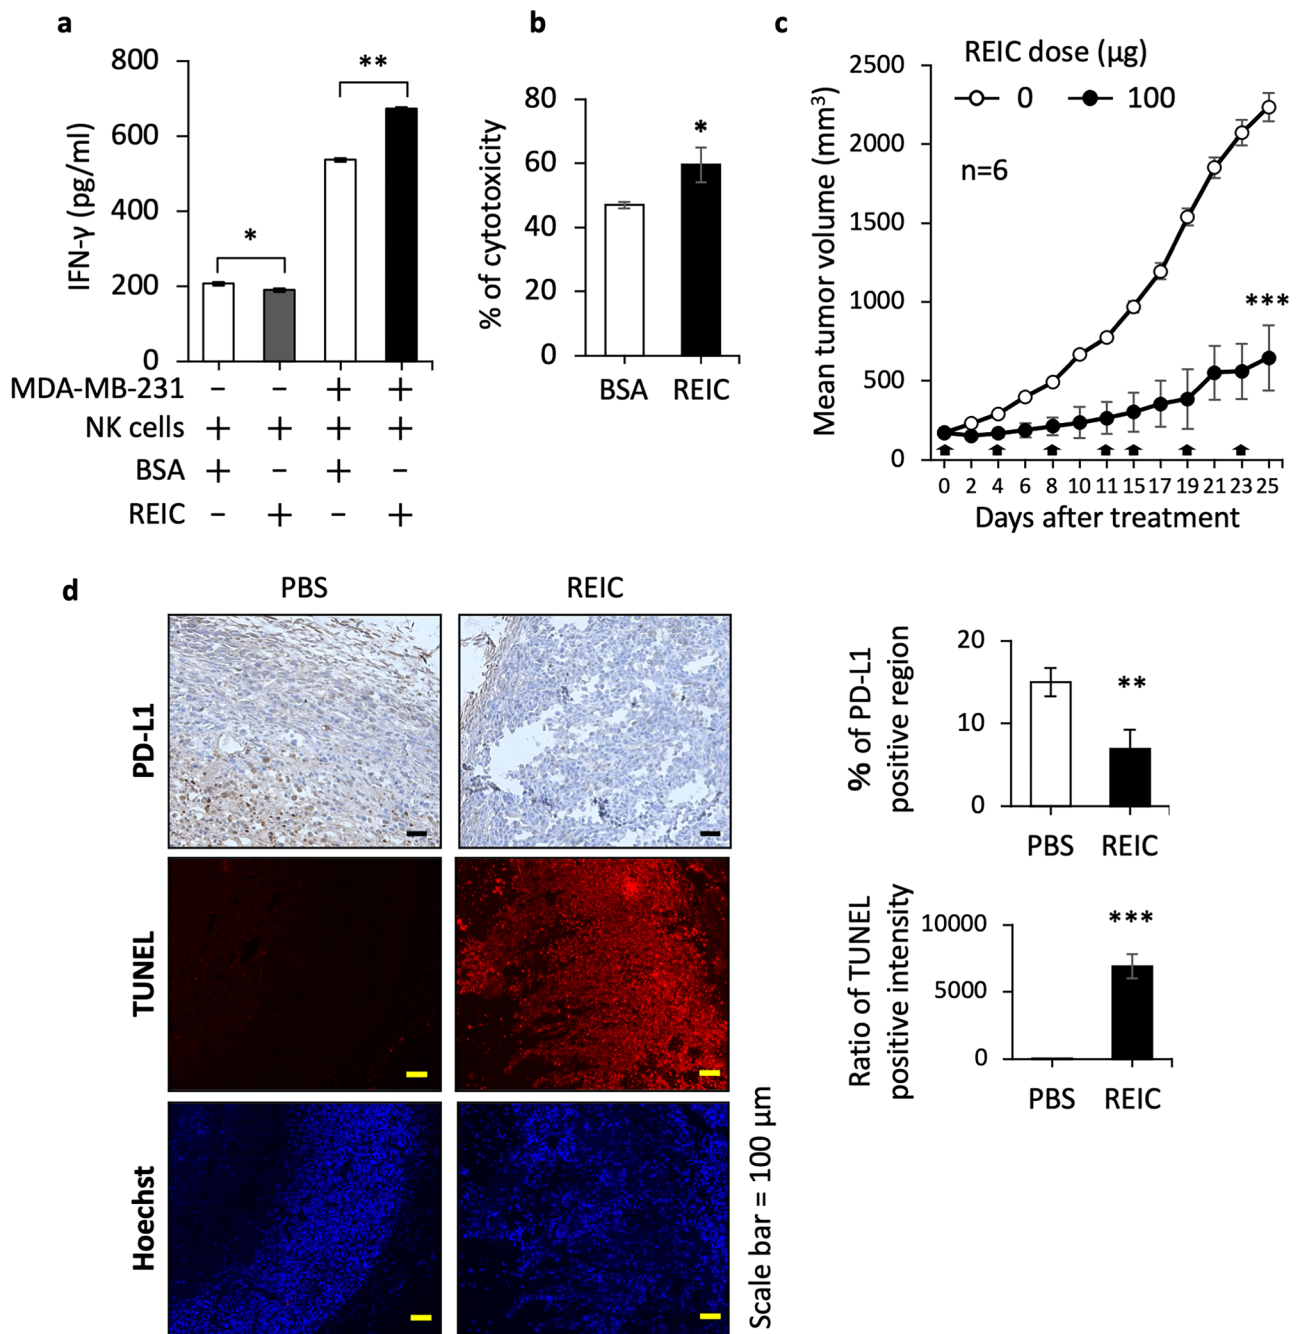 a
IFN-γ (pg/ml)
800
600
400
200
0
*
**
MDA-MB-231 – – + +
NK cells + + + +
BSA + – + –
REIC – + – +
b
% of cytotoxicity
80
60
40
20
0
*
BSA REIC
c
Mean tumor volume (mm³)
2500
2000
1500
1000
500
0
REIC dose (µg)
0 100
n=6
***
0 2 4 6 8 10 11 15 17 19 21 23 25
Days after treatment
d
PBS REIC
PD-L1
TUNEL
Hoechst
Scale bar = 100 µm
% of PD-L1
positive region
20
10
0
**
PBS REIC
Ratio of TUNEL
positive intensity
10000
5000
0
***
PBS REIC